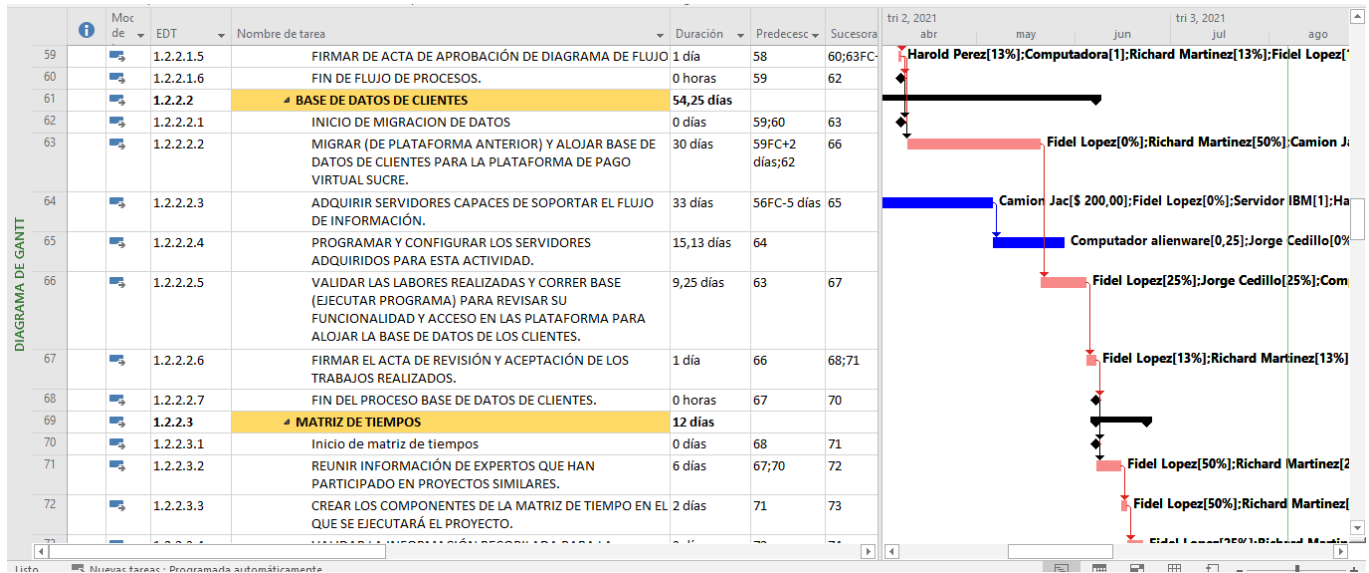 tri 2, 2021 tri 3, 2021
Moc
de EDT Nombre de tarea Duración Predecesc Sucesora abr may jun jul ago
59 1.2.2.1.5 FIRMAR DE ACTA DE APROBACIÓN DE DIAGRAMA DE FLUJO 1 día 58 60;63FC- Harold Perez[13%];Computadora[1];Richard Martinez[13%];Fidel Lopez[
60 1.2.2.1.6 FIN DE FLUJO DE PROCESOS. 0 horas 59 62
61 1.2.2.2 BASE DE DATOS DE CLIENTES 54,25 días
62 1.2.2.2.1 INICIO DE MIGRACION DE DATOS 0 días 59;60 63
63 1.2.2.2.2 MIGRAR (DE PLATAFORMA ANTERIOR) Y ALOJAR BASE DE 30 días 59FC+2 66 Fidel Lopez[0%];Richard Martinez[50%];Camion
DATOS DE CLIENTES PARA LA PLATAFORMA DE PAGO días;62
VIRTUAL SUCRE.
64 1.2.2.2.3 ADQUIRIR SERVIDORES CAPACES DE SOPORTAR EL FLUJO 33 días 56FC-5 días 65 Camion Jac[$ 200,00];Fidel Lopez[0%];Servidor IBM[1];Ha
DE INFORMACIÓN.
65 1.2.2.2.4 PROGRAMAR Y CONFIGURAR LOS SERVIDORES 15,13 días 64 Computador alienware[0,25];Jorge Cedillo[0%
ADQUIRIDOS PARA ESTA ACTIVIDAD.
66 1.2.2.2.5 VALIDAR LAS LABORES REALIZADAS Y CORRER BASE 9,25 días 63 67 Fidel Lopez[25%];Jorge Cedillo[25%];Com
(EJECUTAR PROGRAMA) PARA REVISAR SU
FUNCIONALIDAD Y ACCESO EN LAS PLATAFORMA PARA
ALOJAR LA BASE DE DATOS DE LOS CLIENTES.
67 1.2.2.2.6 FIRMAR EL ACTA DE REVISIÓN Y ACEPTACIÓN DE LOS 1 día 66 68;71 Fidel Lopez[13%];Richard Martinez[13%]
TRABAJOS REALIZADOS.
68 1.2.2.2.7 FIN DEL PROCESO BASE DE DATOS DE CLIENTES. 0 horas 67 70
69 1.2.2.3 MATRIZ DE TIEMPOS 12 días
70 1.2.2.3.1 Inicio de matriz de tiempos 0 días 68 71
71 1.2.2.3.2 REUNIR INFORMACIÓN DE EXPERTOS QUE HAN 6 días 67;70 72 Fidel Lopez[50%];Richard Martinez[2
PARTICIPADO EN PROYECTOS SIMILARES.
72 1.2.2.3.3 CREAR LOS COMPONENTES DE LA MATRIZ DE TIEMPO EN EL 2 días 71 73 Fidel Lopez[50%];Richard Martinez[
QUE SE EJECUTARÁ EL PROYECTO.
DIAGRAMA DE GANTT
Listo Nuevas tareas : Programada automáticamente